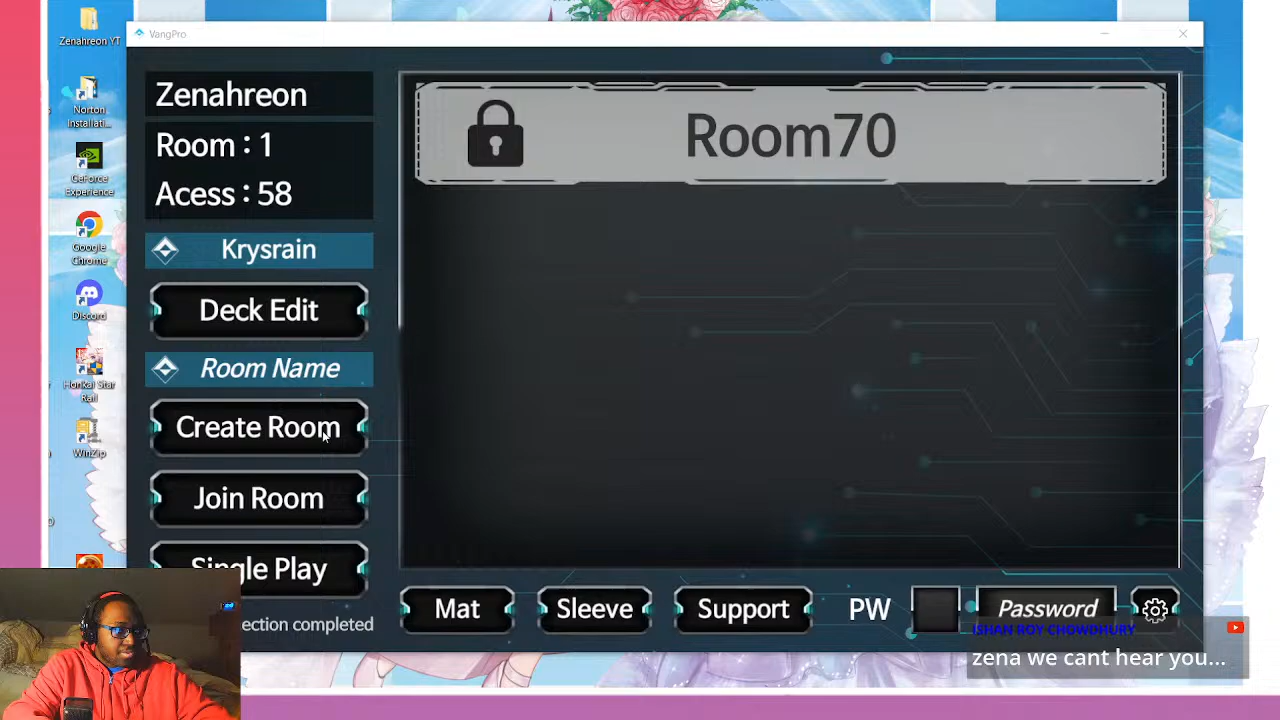 Zenahreon YT
VangPro
Norton
Installati...
GeForce
Experience
Google
Chrome
Discord
Honkai Star
Rail
WinZip
Zenahreon
Room : 1
Acess : 58
Krysrain
Deck Edit
Room Name
Create Room
Join Room
Single Play
ection completed
Room70
Mat
Sleeve
Support
PW
Password
ISHAN ROY CHOWDHURY
zena we cant hear you...